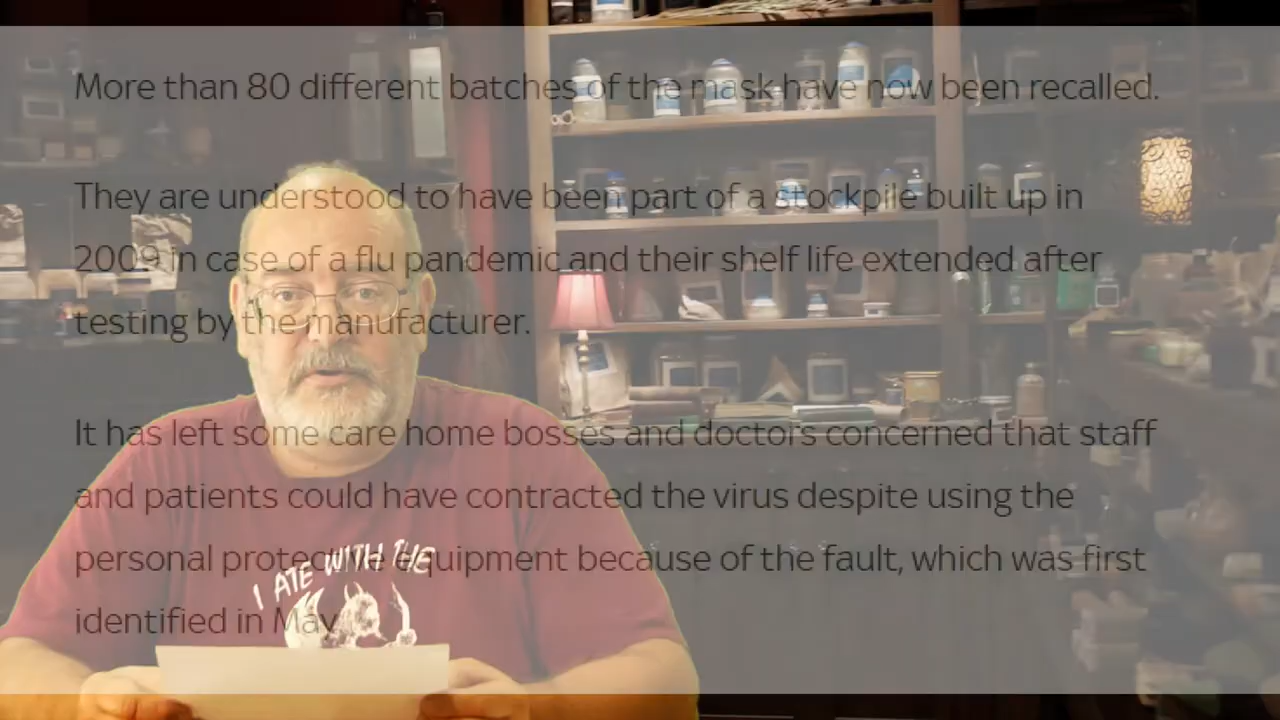 More than 80 different batches of the mask have now been recalled.
They are understood to have been part of a stockpile built up in
2009 in case of a flu pandemic and their shelf life extended after
testing by the manufacturer.
It has left some care home bosses and doctors concerned that staff
and patients could have contracted the virus despite using the
personal protective equipment because of the fault, which was first
identified in May
I ATE WITH THE